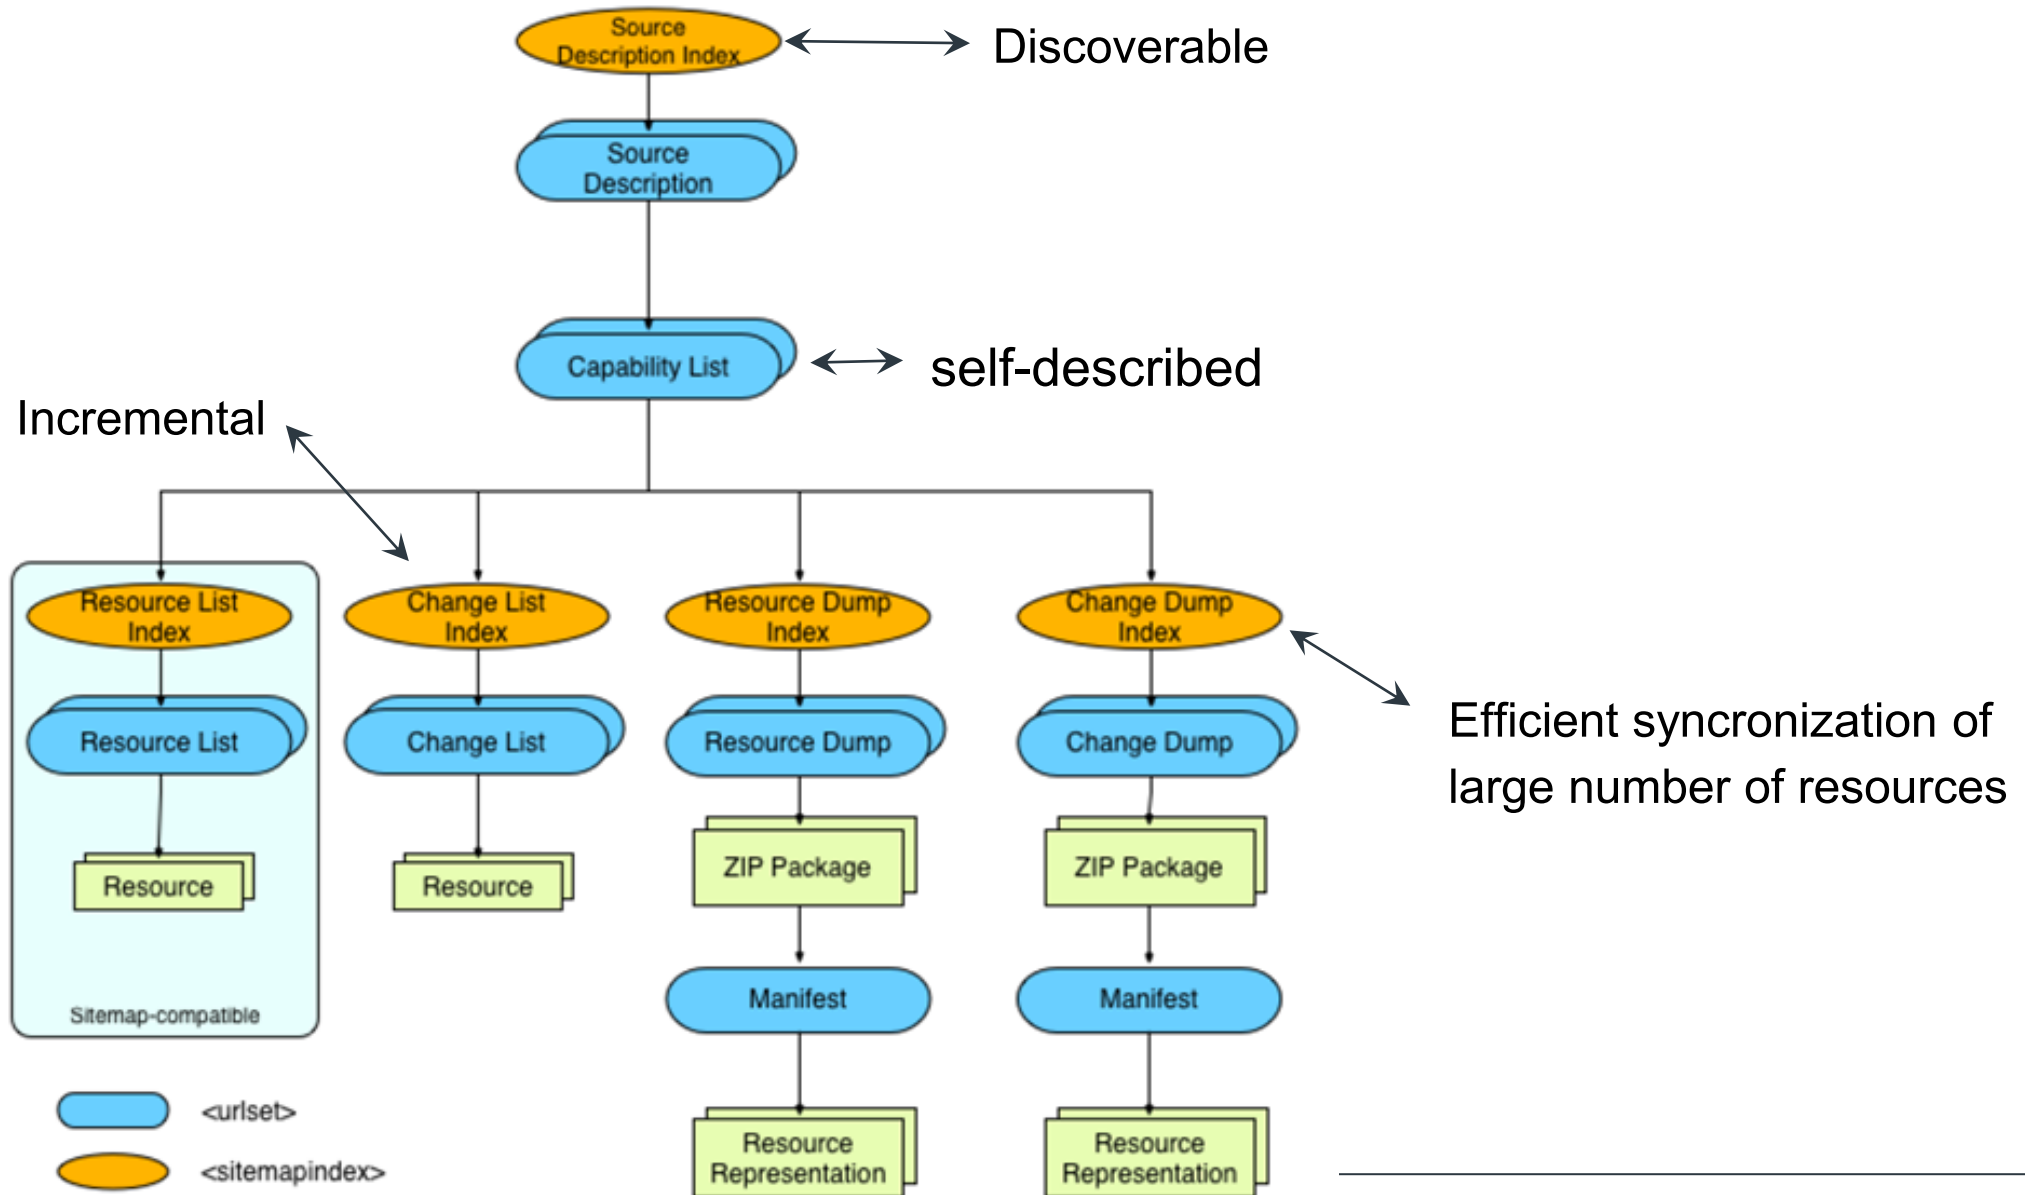 Source
Description Index
Discoverable
Source
Description
Capability List
self-described
Incremental
Resource List
Index
Change List
Index
Resource Dump
Index
Change Dump
Index
Resource List
Change List
Resource Dump
Change Dump
Efficient syncronization of
large number of resources
Resource
Resource
ZIP Package
ZIP Package
Manifest
Manifest
Sitemap-compatible
<urlset>
<sitemapindex>
Resource
Representation
Resource
Representation